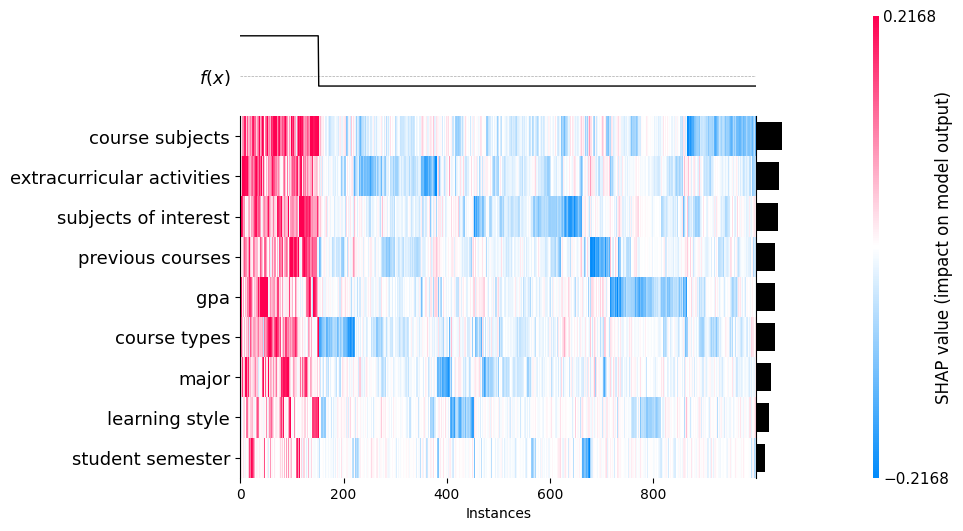 0.2168
f(x)
course subjects
extracurricular activities
subjects of interest
previous courses
gpa
course types
major
learning style
student semester
0 200 400 600 800
Instances
SHAP value (impact on model output)
−0.2168